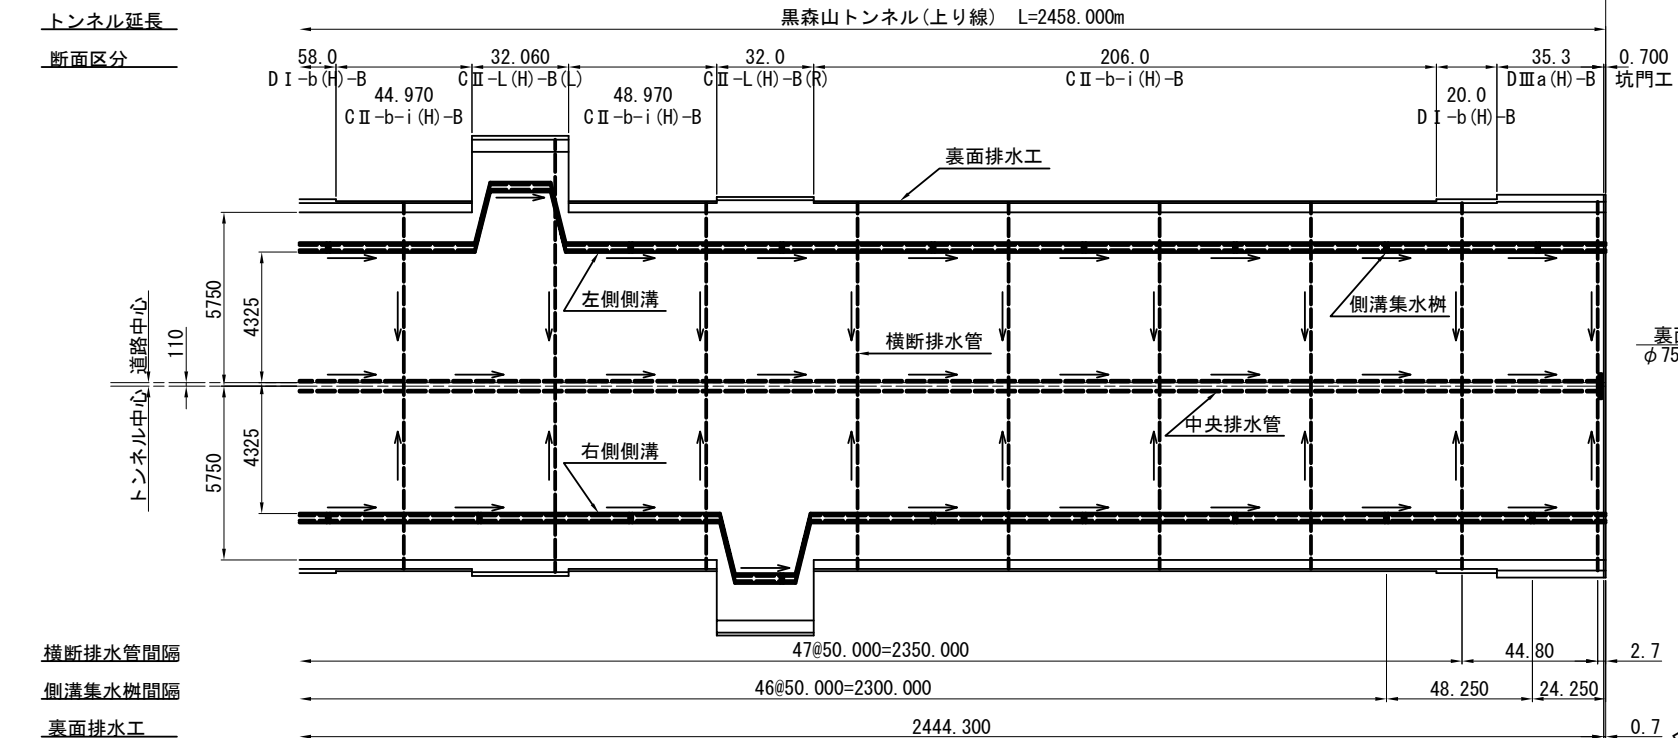 トンネル延長
黒森山トンネル(上り線) L=2458.000m
断面区分
58.0
32.060
32.0
206.0
35.3
0.700
DⅠ-b(H)-B
CⅡ-L(H)-B(L)
CⅡ-L(H)-B(R)
CⅡ-b-i(H)-B
DⅢa(H)-B
坑門工
44.970
48.970
20.0
CⅡ-b-i(H)-B
CⅡ-b-i(H)-B
DⅠ-b(H)-B
裏面排水工
左側側溝
側溝集水桝
道路中心
110
5750
4325
横断排水管
裏面
φ75
トンネル中心
5750
4325
中央排水管
右側側溝
横断排水管間隔
47@50.000=2350.000
44.80
2.7
側溝集水桝間隔
46@50.000=2300.000
48.250
24.250
裏面排水工
2444.300
0.7